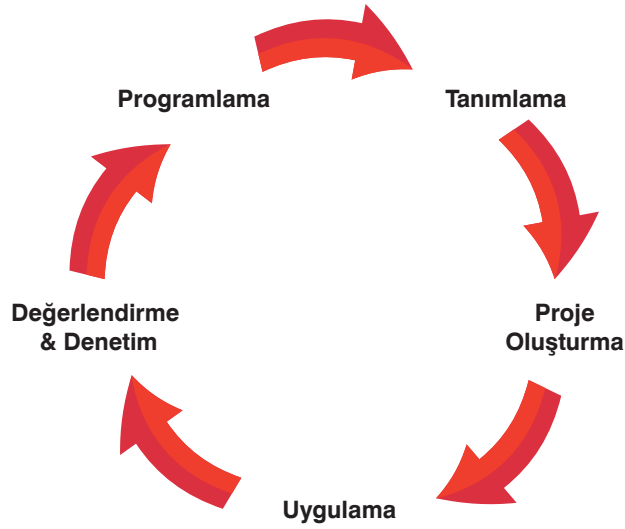 Programlama
Tanımlama
Değerlendirme
& Denetim
Proje
Oluşturma
Uygulama